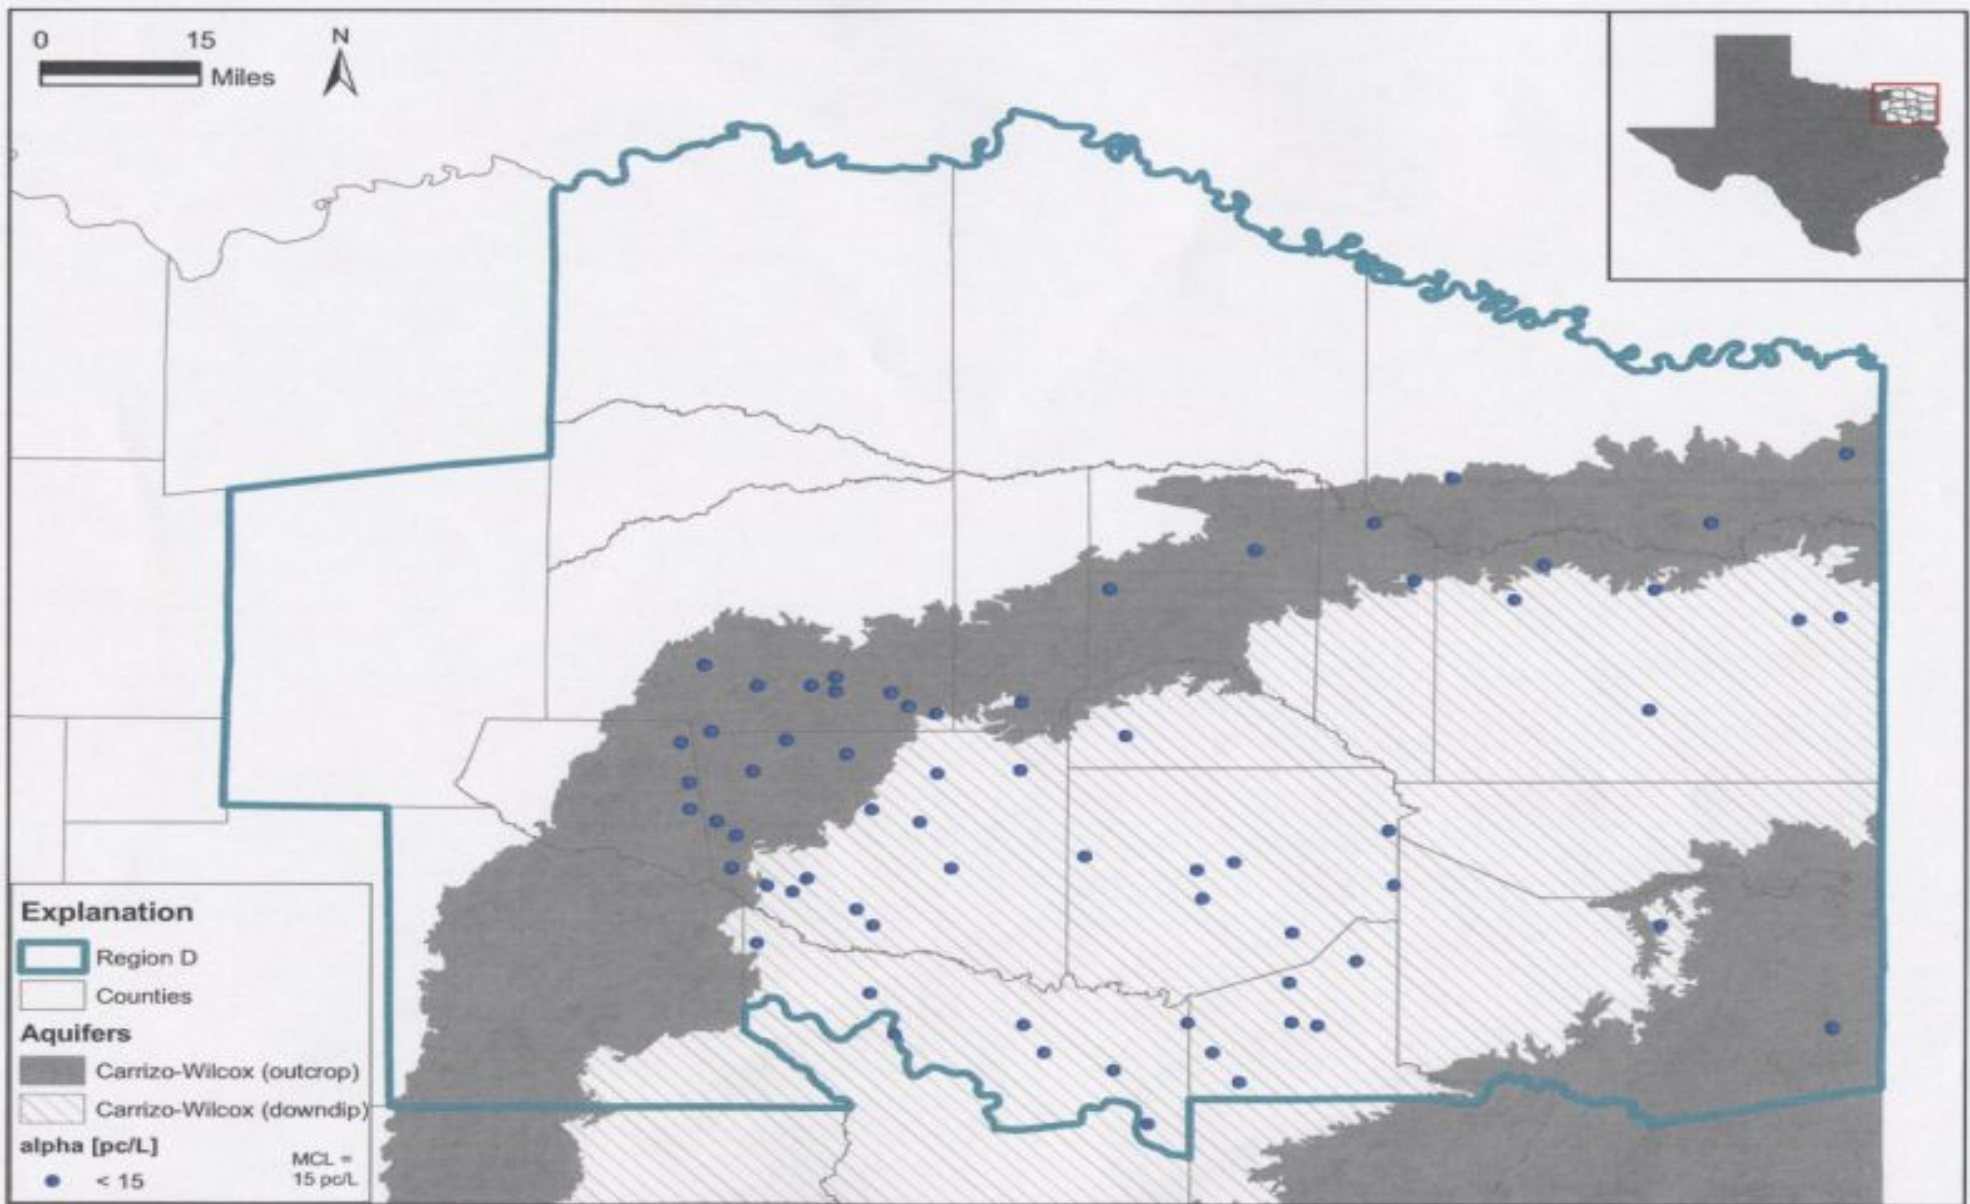 0 15
Miles
N
Explanation
Region D
Counties
Aquifers
Carrizo-Wilcox (outcrop)
Carrizo-Wilcox (downdip)
alpha [pc/L]
< 15
MCL =
15 pc/L